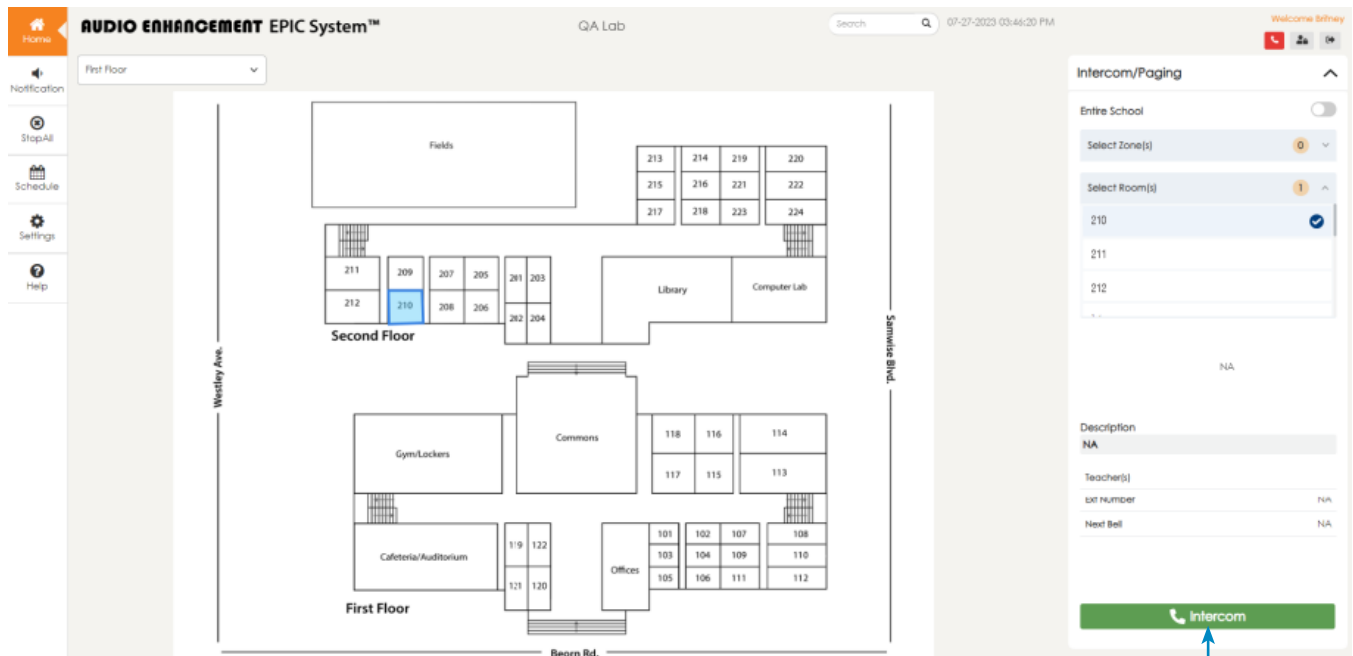 Home
AUDIO ENHANCEMENT EPIC System™
QA Lab
Search
07-27-2023 03:46:20 PM
Welcome Britney
First Floor
Notification
StopAll
Schedule
Settings
Help
Fields
213 214 219 220
215 216 221 222
217 218 223 224
211 209 207 205 201 203
212 210 208 206 202 204
Library
Computer Lab
Second Floor
Westley Ave.
Samwise Blvd.
Commons
Gym/Lockers
118 116 114
117 115 113
Cafeteria/Auditorium
119 122
121 120
Offices
101 102 107 108
103 104 109 110
105 106 111 112
First Floor
Beorn Rd.
Intercom/Paging
Entire School
Select Zone(s) 0
Select Room(s) 1
210
211
212
NA
Description
NA
Teacher(s)
Ext Number NA
Next Bell NA
Intercom